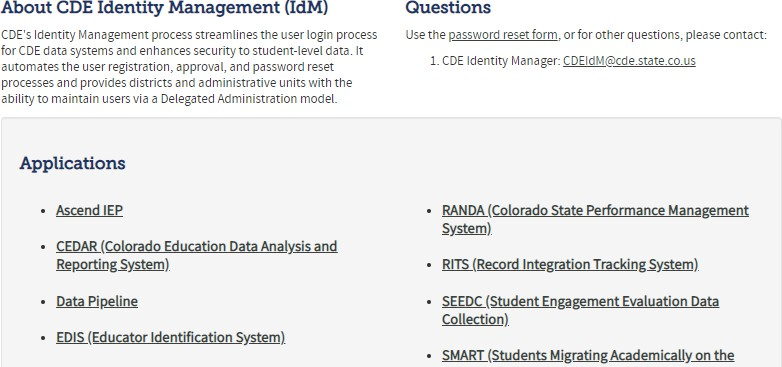 About CDE Identity Management (IdM)
CDE's Identity Management process streamlines the user login process
for CDE data systems and enhances security to student-level data. It
automates the user registration, approval, and password reset
processes and provides districts and administrative units with the
ability to maintain users via a Delegated Administration model.
Questions
Use the password reset form, or for other questions, please contact:
1. CDE Identity Manager: CDEIdM@cde.state.co.us
Applications
• Ascend IEP
• CEDAR (Colorado Education Data Analysis and
Reporting System)
• Data Pipeline
• EDIS (Educator Identification System)
• RANDA (Colorado State Performance Management
System)
• RITS (Record Integration Tracking System)
• SEEDC (Student Engagement Evaluation Data
Collection)
• SMART (Students Migrating Academically on the